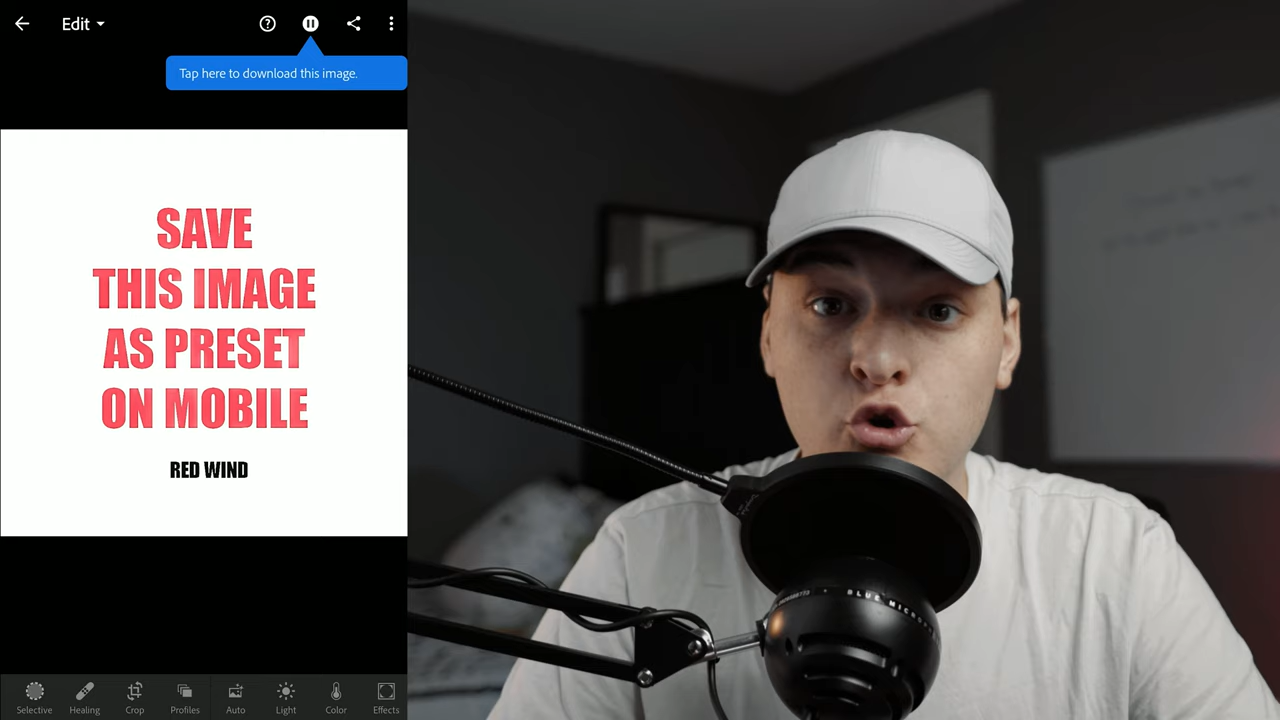 Edit
Tap here to download this image.
SAVE
THIS IMAGE
AS PRESET
ON MOBILE
RED WIND
Selective
Healing
Crop
Profiles
Auto
Light
Color
Effects